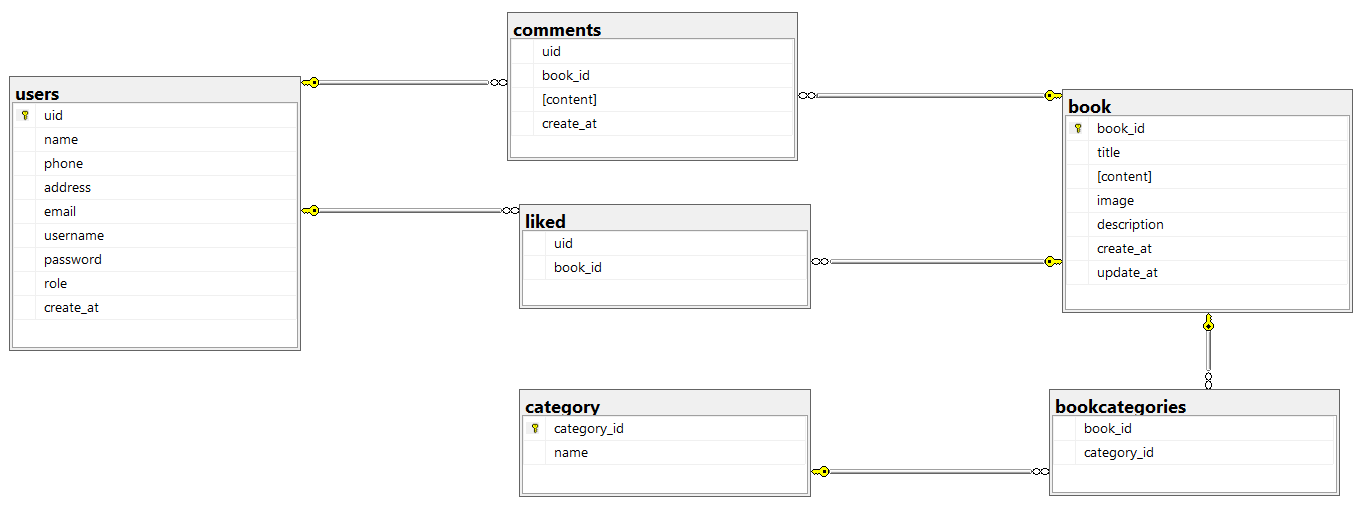 users
uid
name
phone
address
email
username
password
role
create_at
comments
uid
book_id
[content]
create_at
liked
uid
book_id
category
category_id
name
book
book_id
title
[content]
image
description
create_at
update_at
bookcategories
book_id
category_id